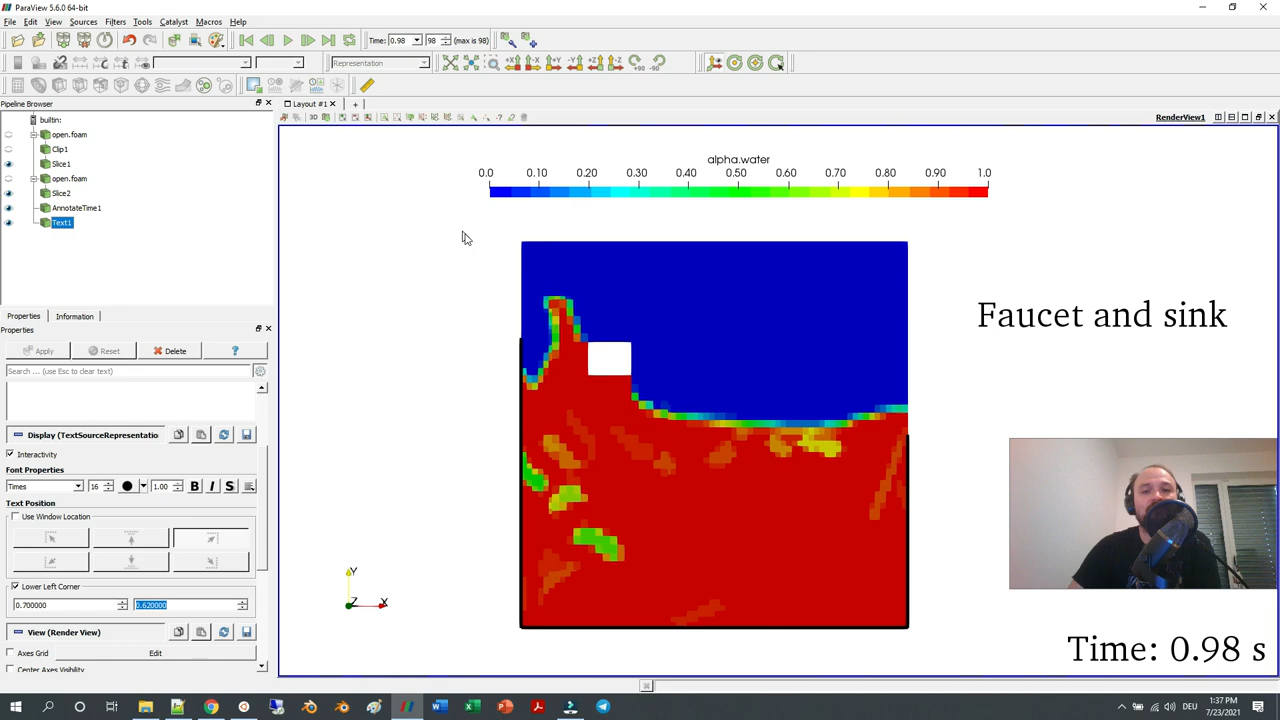 ParaView 5.6.0 64-bit
File Edit View Sources Filters Tools Catalyst Macros Help
Time: 0.98 98 (max is 98)
Representation
+X -X +Y -Y +Z -Z +90 -90
Pipeline Browser
Layout #1
builtin:
3D
RenderView1
open.foam
Clip1
Slice1
open.foam
Slice2
AnnotateTime1
Text1
alpha.water
0.0 0.10 0.20 0.30 0.40 0.50 0.60 0.70 0.80 0.90 1.0
Faucet and sink
Properties Information
Properties
Apply Reset Delete ?
Search ... (use Esc to clear text)
Display (TextSourceRepresentatio
Interactivity
Font Properties
Times 16 1.00 B I S
Text Position
Use Window Location
Lower Left Corner
0.700000 0.620000
View (Render View)
Axes Grid Edit
Center Axes Visibility
Y
Z X
Time: 0.98 s
1:37 PM
DEU
7/23/2021